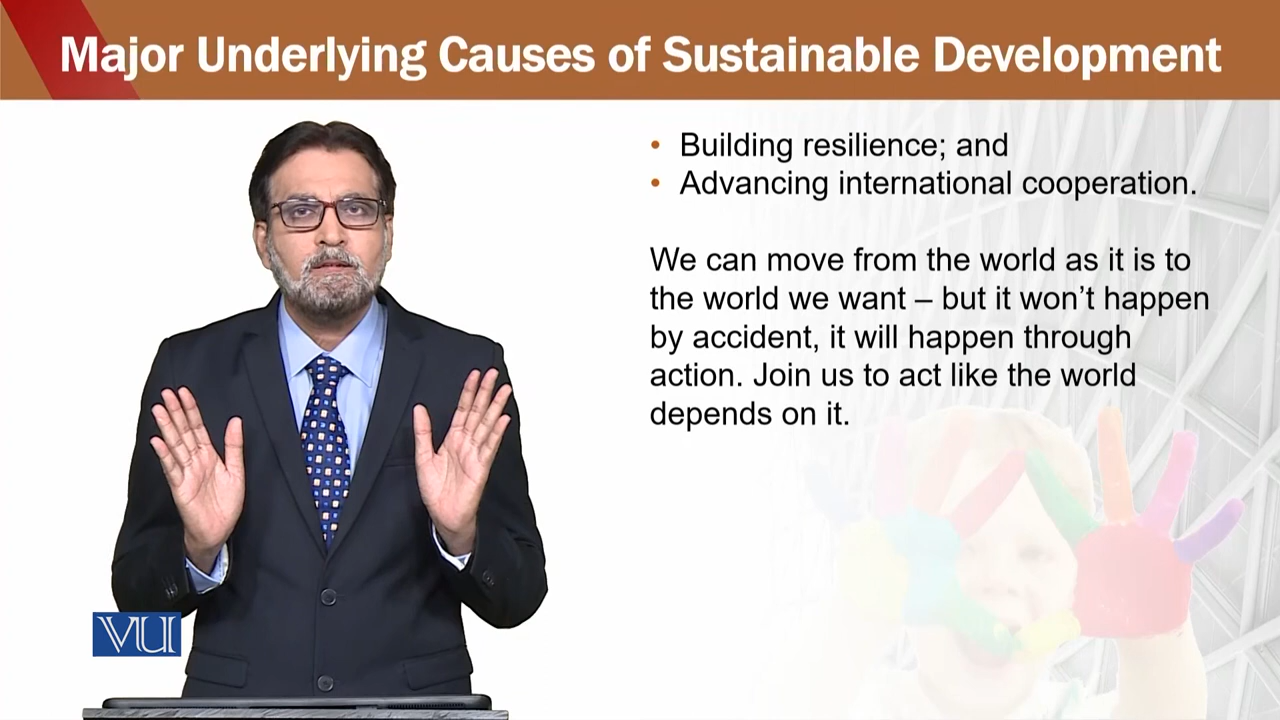 Major Underlying Causes of Sustainable Development
• Building resilience; and
• Advancing international cooperation.
We can move from the world as it is to
the world we want – but it won’t happen
by accident, it will happen through
action. Join us to act like the world
depends on it.
VU